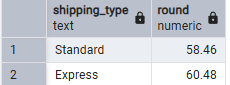 shipping_type round
text numeric
1 Standard 58.46
2 Express 60.48